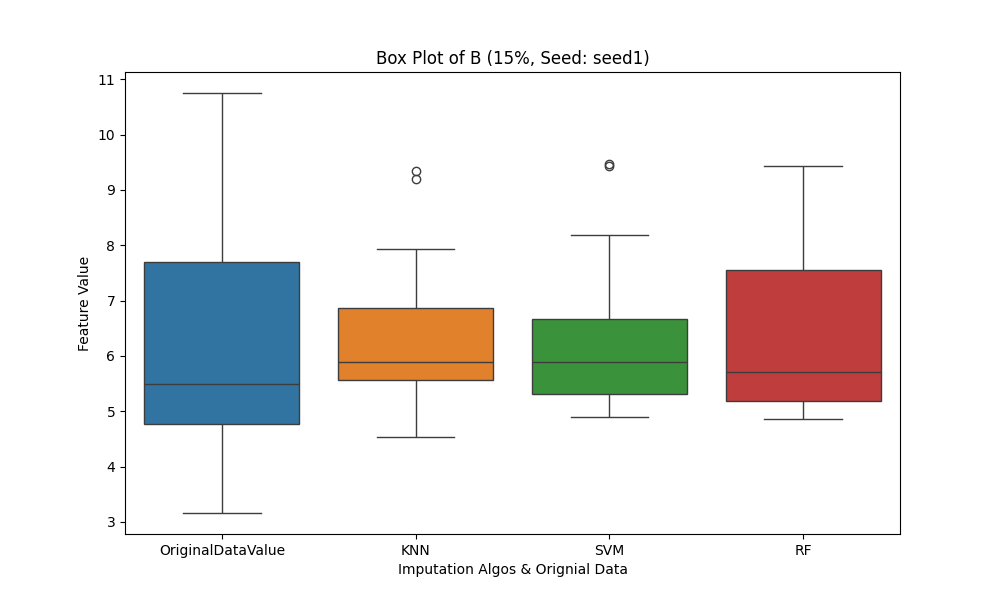 Box Plot of B (15%, Seed: seed1)
11
10
9
8
7
6
5
4
3
Feature Value
OriginalDataValue KNN SVM RF
Imputation Algos & Orignial Data